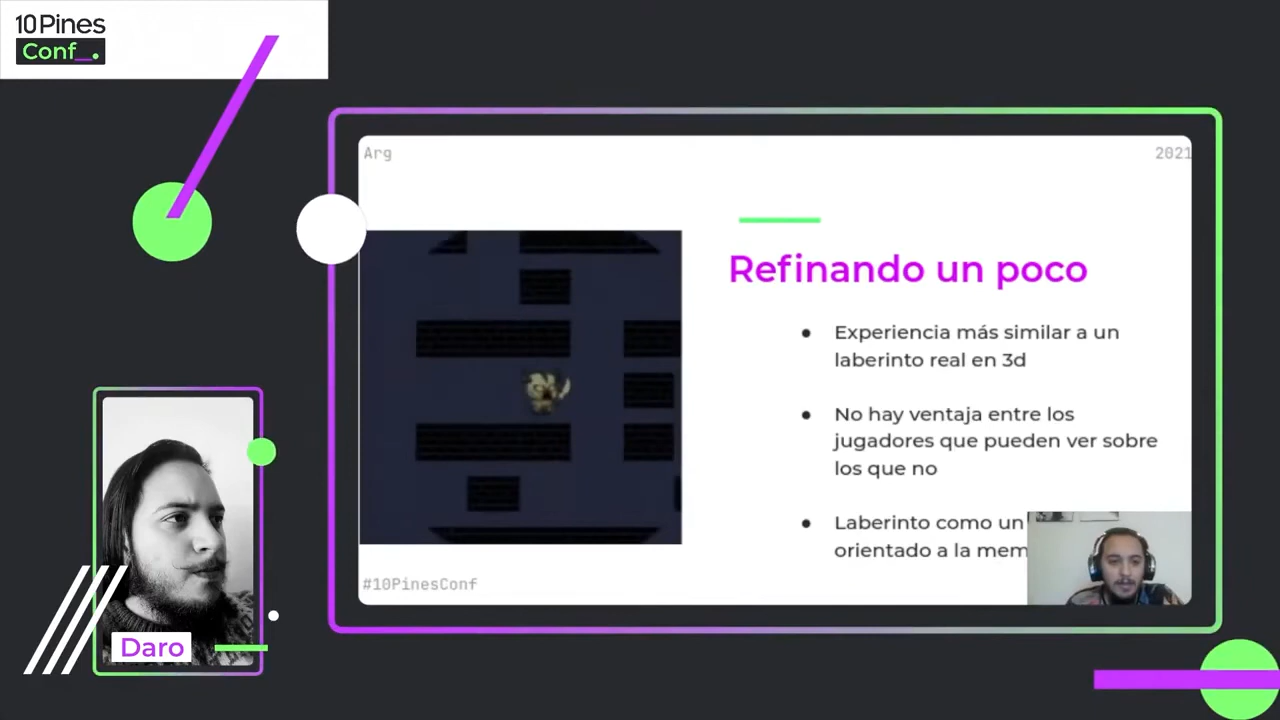 10Pines
Conf_.
Arg
2021
Refinando un poco
● Experiencia más similar a un
laberinto real en 3d
● No hay ventaja entre los
jugadores que pueden ver sobre
los que no
● Laberinto como un
orientado a la mem
#10PinesConf
Daro